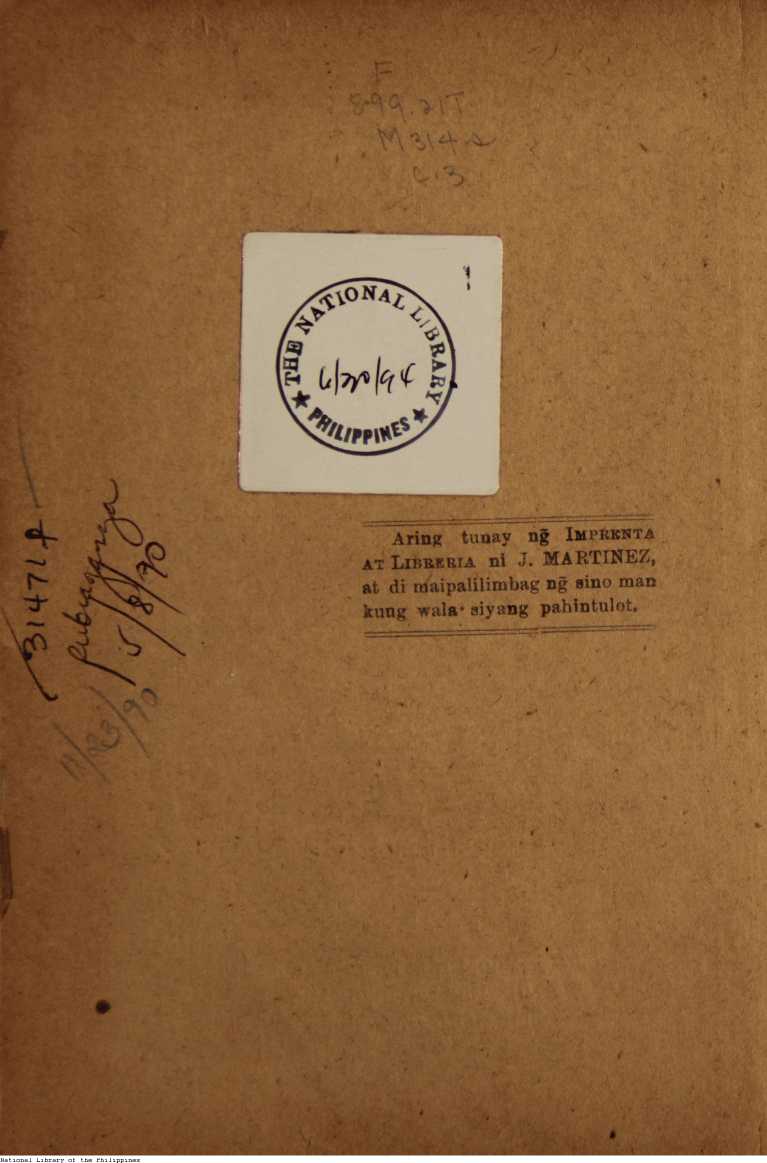 F
899.21T
M314s
c.3
THE NATIONAL LIBRARY
6/20/94
★ PHILIPPINES ★
Aring tunay ng̃ IMPRENTA
AT LIBRERIA ni J. MARTINEZ,
at di maipalilimbag ng̃ sino man
kung wala siyang pahintulot.
5/8/90
11/23/90
National Library of the Philippines